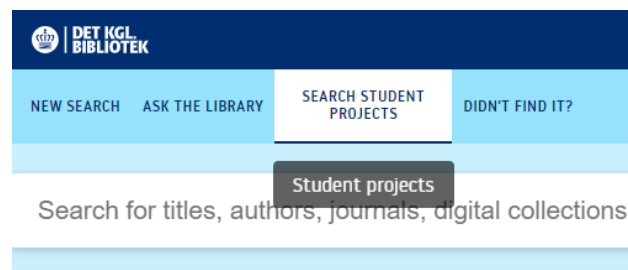 DET KGL.
BIBLIOTEK
NEW SEARCH
ASK THE LIBRARY
SEARCH STUDENT
PROJECTS
DIDN'T FIND IT?
Student projects
Search for titles, authors, journals, digital collections